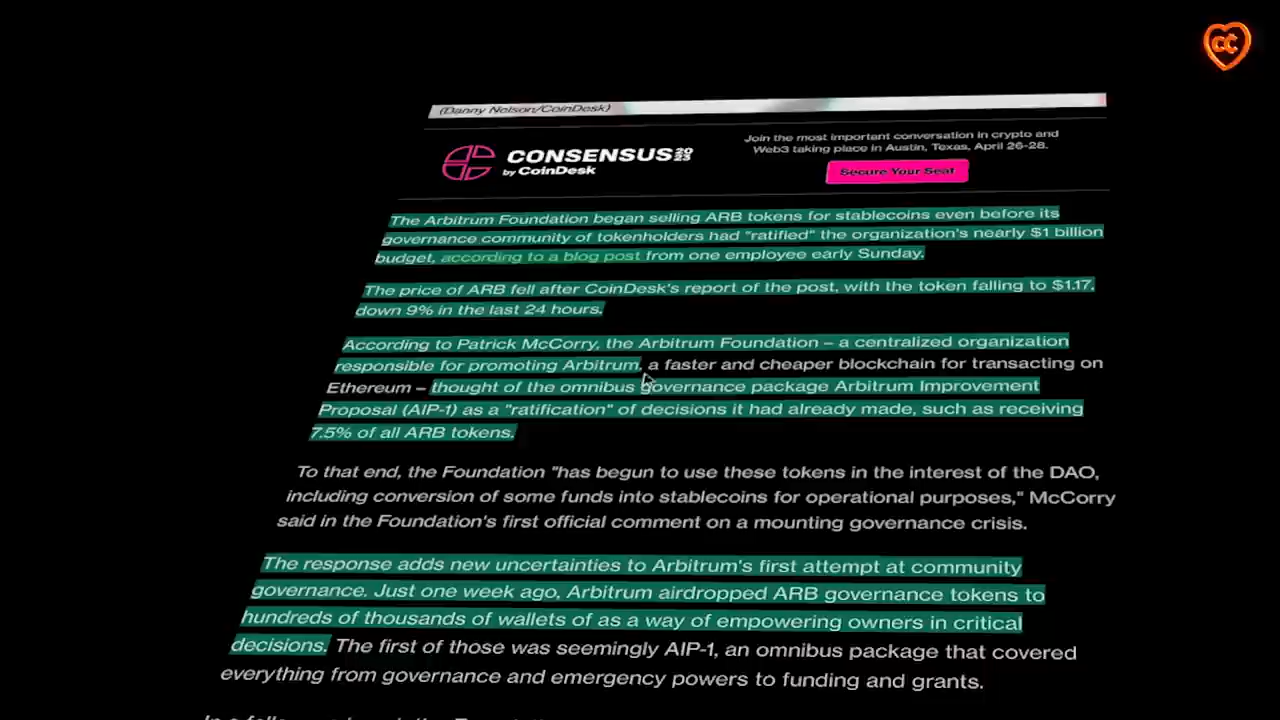 CC
(Danny Nelson/CoinDesk)
CONSENSUS 2023
by CoinDesk
Join the most important conversation in crypto and
Web3 taking place in Austin, Texas, April 26-28.
Secure Your Seat
The Arbitrum Foundation began selling ARB tokens for stablecoins even before its
governance community of tokenholders had "ratified" the organization's nearly $1 billion
budget, according to a blog post from one employee early Sunday.
The price of ARB fell after CoinDesk's report of the post, with the token falling to $1.17,
down 9% in the last 24 hours.
According to Patrick McCorry, the Arbitrum Foundation – a centralized organization
responsible for promoting Arbitrum, a faster and cheaper blockchain for transacting on
Ethereum – thought of the omnibus governance package Arbitrum Improvement
Proposal (AIP-1) as a "ratification" of decisions it had already made, such as receiving
7.5% of all ARB tokens.
To that end, the Foundation "has begun to use these tokens in the interest of the DAO,
including conversion of some funds into stablecoins for operational purposes," McCorry
said in the Foundation's first official comment on a mounting governance crisis.
The response adds new uncertainties to Arbitrum's first attempt at community
governance. Just one week ago, Arbitrum airdropped ARB governance tokens to
hundreds of thousands of wallets of as a way of empowering owners in critical
decisions. The first of those was seemingly AIP-1, an omnibus package that covered
everything from governance and emergency powers to funding and grants.